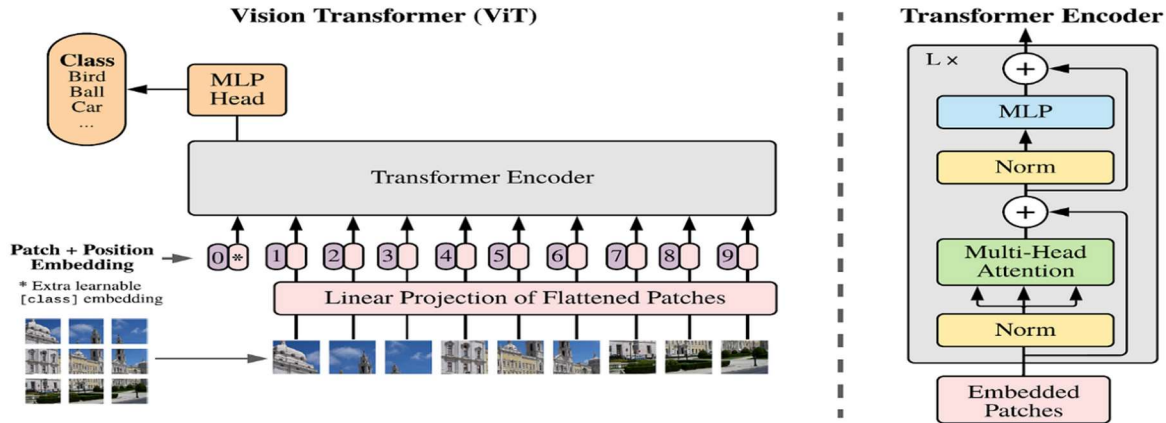 Vision Transformer (ViT)
Class
Bird
Ball
Car
...
MLP
Head
Transformer Encoder
Patch + Position
Embedding
0 * 1 2 3 4 5 6 7 8 9
* Extra learnable
[class] embedding
Linear Projection of Flattened Patches
Transformer Encoder
L ×
+
MLP
Norm
+
Multi-Head
Attention
Norm
Embedded
Patches